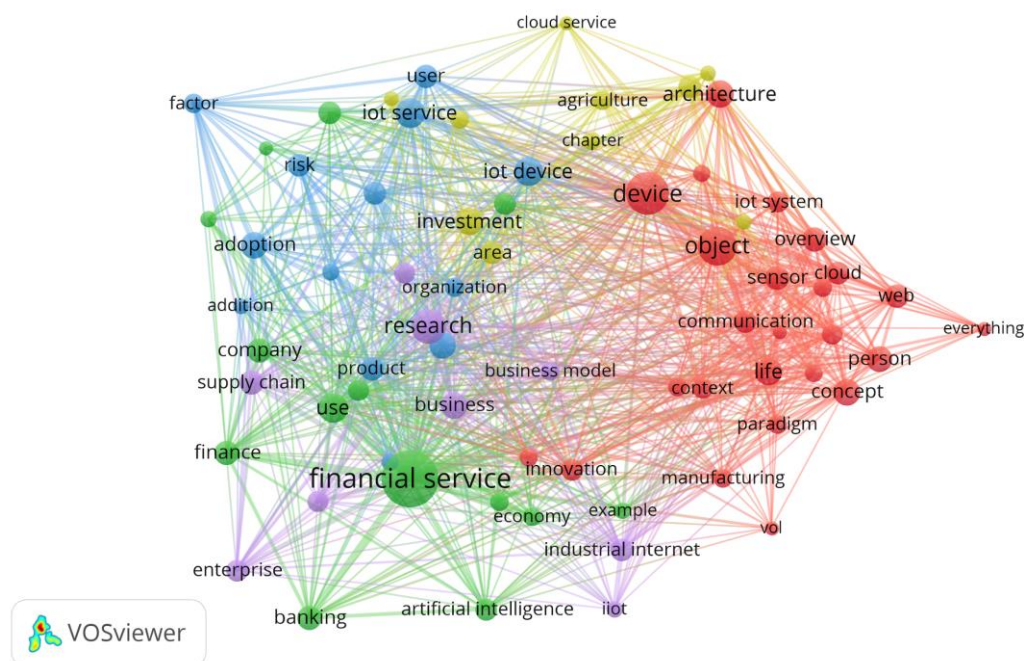 cloud service
user
factor
agriculture
architecture
iot service
chapter
risk
iot device
device
iot system
investment
adoption
area
object
overview
sensor
cloud
organization
web
addition
research
communication
everything
company
product
business model
life
person
supply chain
context
concept
use
business
paradigm
finance
financial service
innovation
manufacturing
economy
example
vol
industrial internet
enterprise
banking
artificial intelligence
iiot
VOSviewer